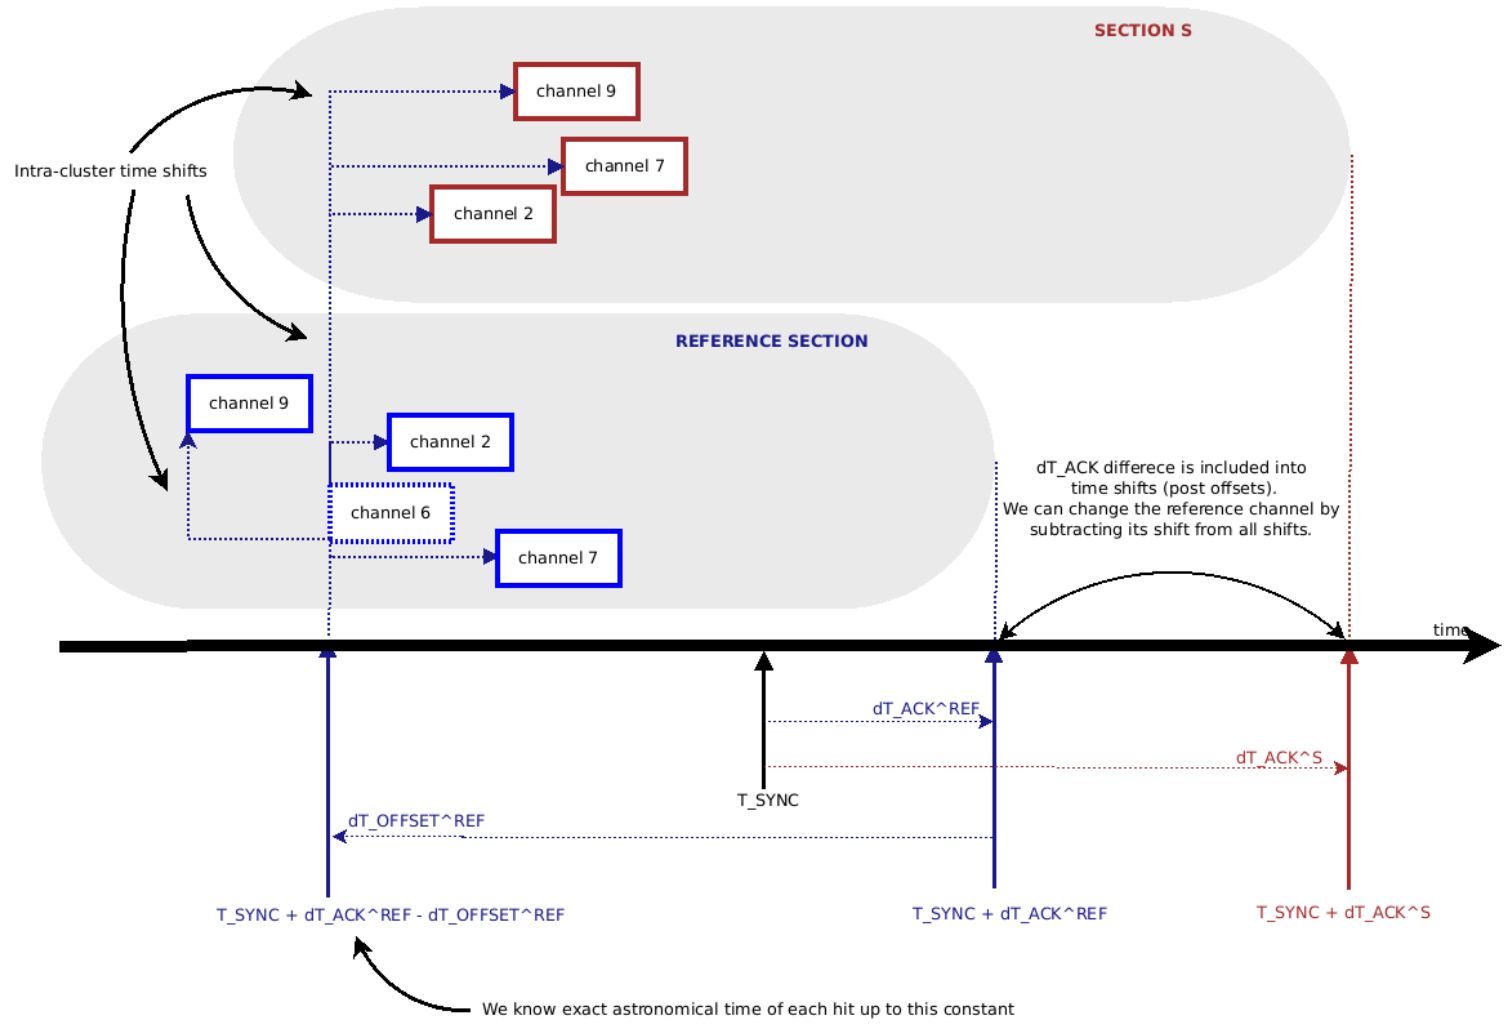 SECTION S
channel 9
Intra-cluster time shifts
channel 7
channel 2
REFERENCE SECTION
channel 9
channel 2
channel 6
channel 7
dT_ACK differece is included into
time shifts (post offsets).
We can change the reference channel by
subtracting its shift from all shifts.
time
dT_ACK^REF
dT_ACK^S
T_SYNC
dT_OFFSET^REF
T_SYNC + dT_ACK^REF - dT_OFFSET^REF
T_SYNC + dT_ACK^REF
T_SYNC + dT_ACK^S
We know exact astronomical time of each hit up to this constant